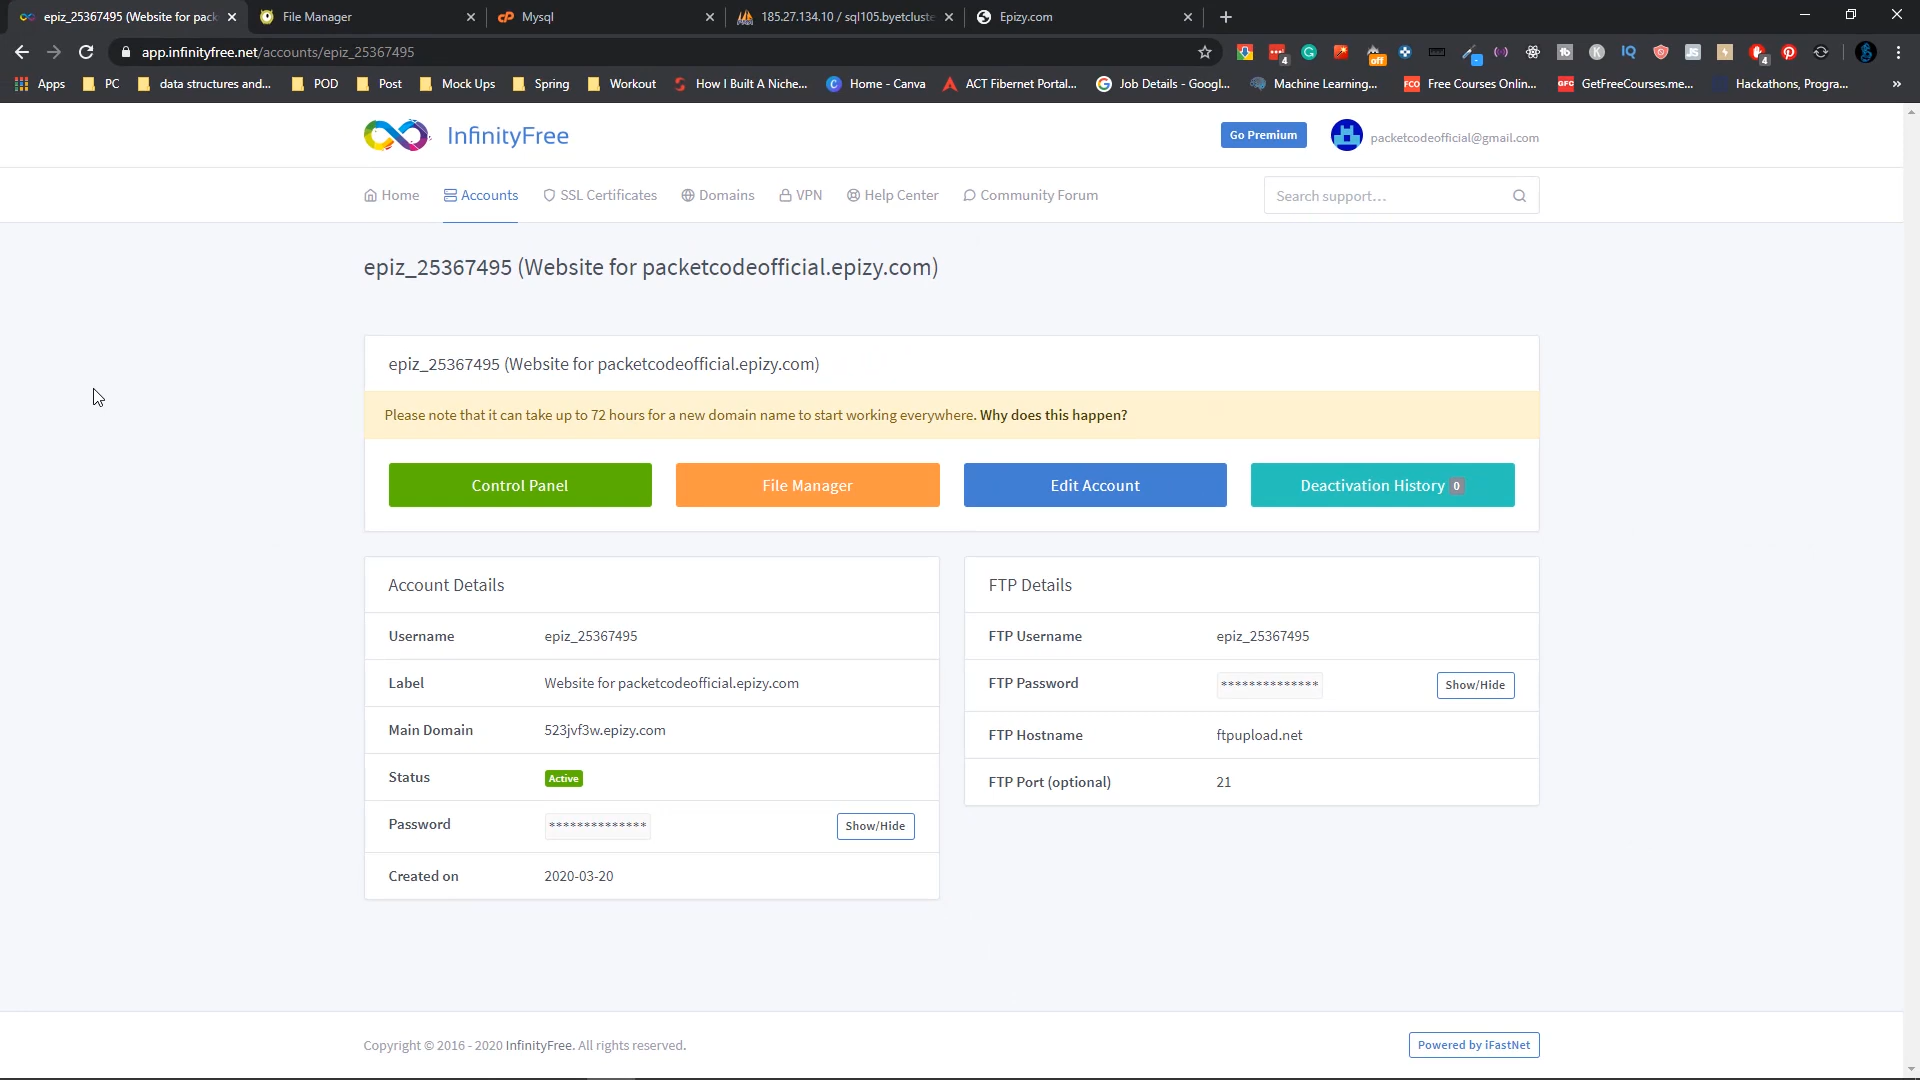 epiz_25367495 (Website for pack
File Manager
Mysql
185.27.134.10 / sql105.byetcluste
Epizy.com
app.infinityfree.net/accounts/epiz_25367495
Apps
PC
data structures and...
POD
Post
Mock Ups
Spring
Workout
How I Built A Niche...
Home - Canva
ACT Fibernet Portal...
Job Details - Googl...
Machine Learning...
Free Courses Onlin...
GetFreeCourses.me...
Hackathons, Progra...
InfinityFree
Go Premium
packetcodeofficial@gmail.com
Home
Accounts
SSL Certificates
Domains
VPN
Help Center
Community Forum
Search support...
epiz_25367495 (Website for packetcodeofficial.epizy.com)
epiz_25367495 (Website for packetcodeofficial.epizy.com)
Please note that it can take up to 72 hours for a new domain name to start working everywhere. Why does this happen?
Control Panel
File Manager
Edit Account
Deactivation History 0
Account Details
Username epiz_25367495
Label Website for packetcodeofficial.epizy.com
Main Domain 523jvf3w.epizy.com
Status Active
Password ************** Show/Hide
Created on 2020-03-20
FTP Details
FTP Username epiz_25367495
FTP Password ************** Show/Hide
FTP Hostname ftpupload.net
FTP Port (optional) 21
Copyright © 2016 - 2020 InfinityFree. All rights reserved.
Powered by iFastNet